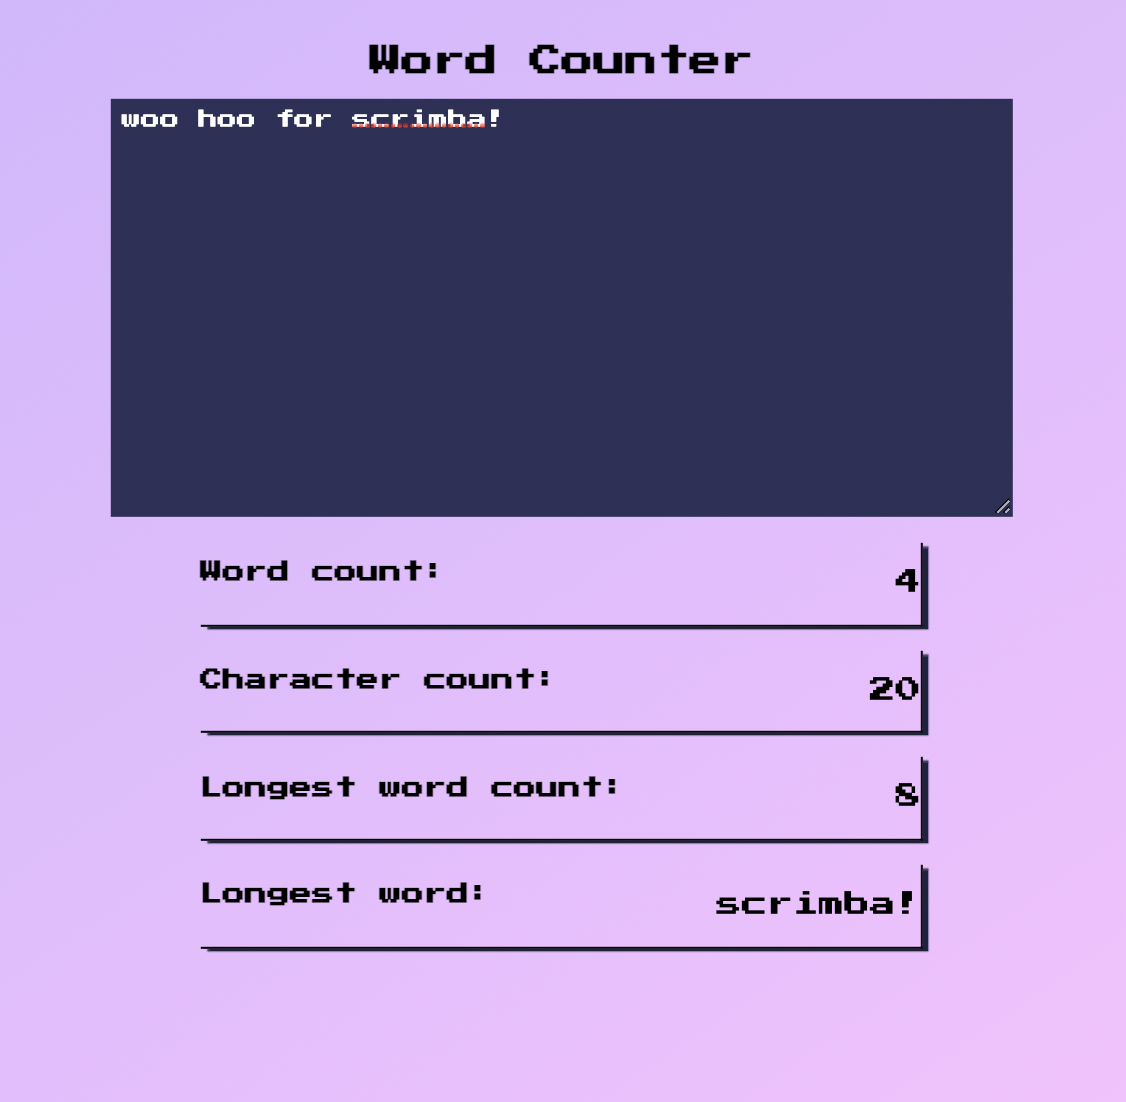 Word Counter
woo hoo for scrimba!
Word count:
4
Character count:
20
Longest word count:
8
Longest word:
scrimba!